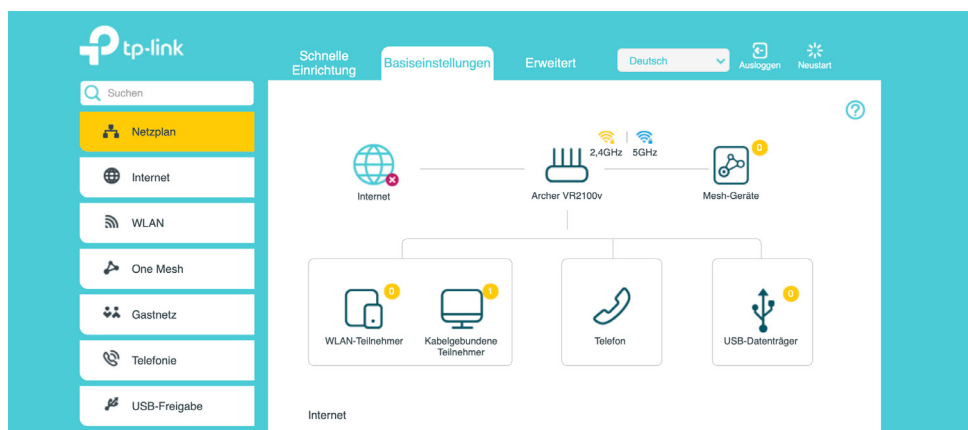 tp-link
Schnelle
Einrichtung
Basiseinstellungen
Erweitert
Deutsch
Ausloggen
Neustart
Suchen
Netzplan
Internet
WLAN
One Mesh
Gastnetz
Telefonie
USB-Freigabe
2,4GHz
5GHz
0
Internet
Archer VR2100v
Mesh-Geräte
0
1
0
WLAN-Teilnehmer
Kabelgebundene
Teilnehmer
Telefon
USB-Datenträger
Internet